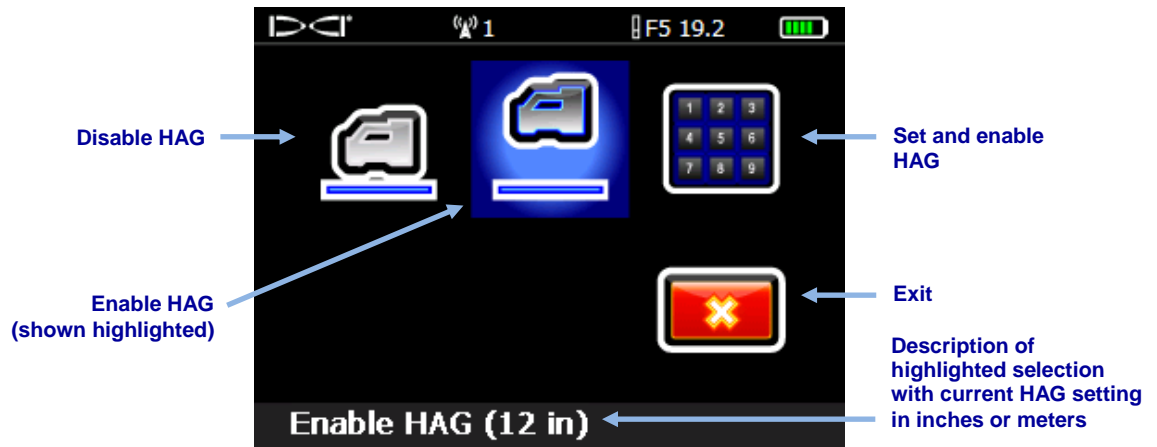 DCI
1
F5 19.2
Disable HAG
1 2 3
4 5 6
7 8 9
Set and enable
HAG
Enable HAG
(shown highlighted)
Exit
Description of
highlighted selection
with current HAG setting
in inches or meters
Enable HAG (12 in)